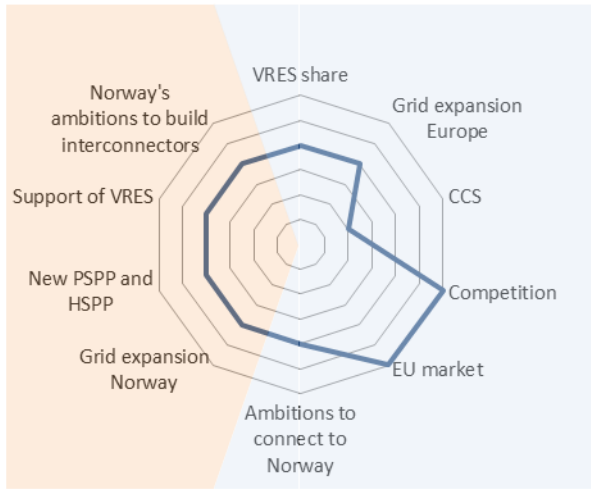 VRES share
Grid expansion
Europe
CCS
Competition
EU market
Ambitions to
connect to
Norway
Grid expansion
Norway
New PSPP and
HSPP
Support of VRES
Norway's
ambitions to build
interconnectors